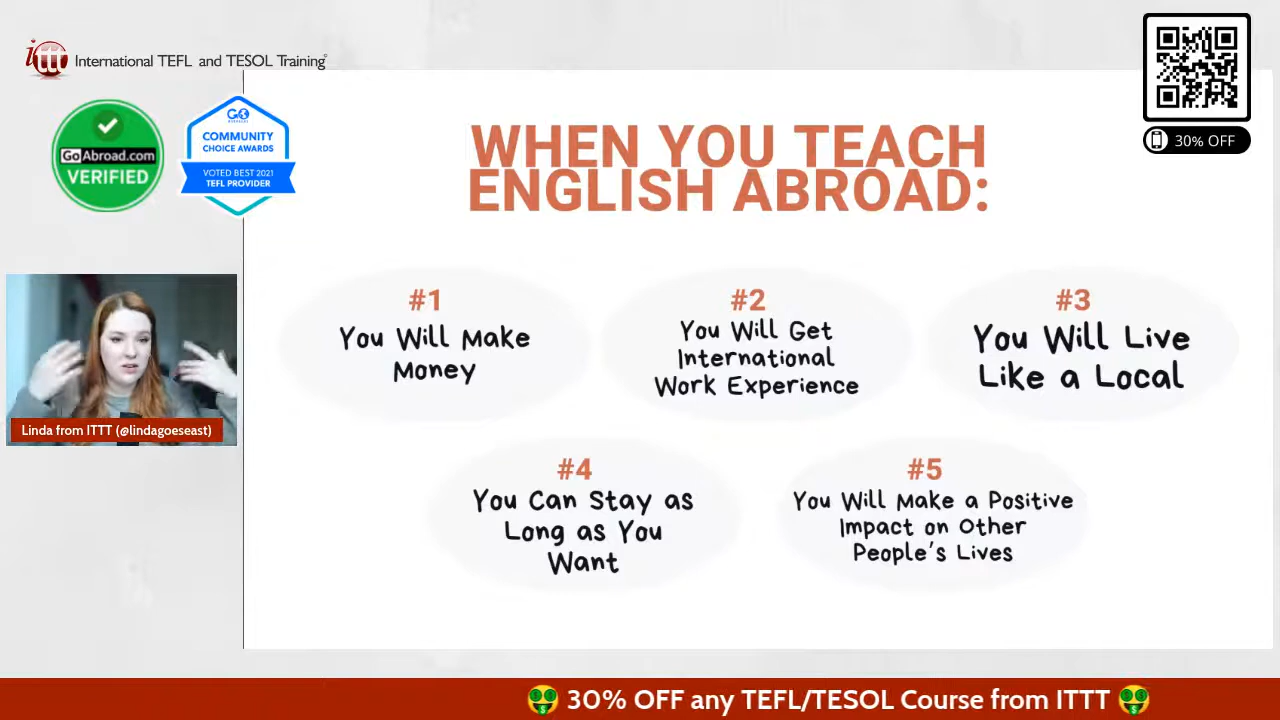 ittt International TEFL and TESOL Training
30% OFF
GoAbroad.com
VERIFIED
GO
COMMUNITY
CHOICE AWARDS
VOTED BEST 2021
TEFL PROVIDER
WHEN YOU TEACH
ENGLISH ABROAD:
#1
You Will Make
Money
#2
You Will Get
International
Work Experience
#3
You Will Live
Like a Local
#4
You Can Stay as
Long as You
Want
#5
You Will Make a Positive
Impact on Other
People's Lives
Linda from ITTT (@lindagoeseast)
🤑 30% OFF any TEFL/TESOL Course from ITTT 🤑